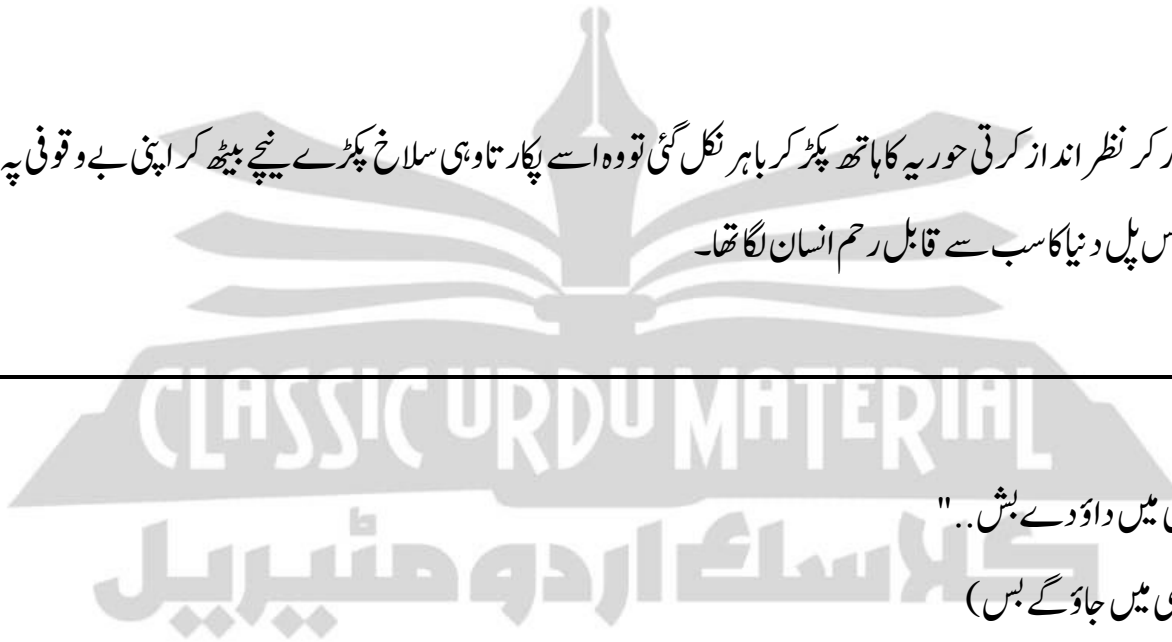 ر کر نظر انداز کرتی حوریہ کا ہاتھ پکڑ کر باہر نکل گئی تو وہ اسے پکارتا وہی سلاخ پکڑے نیچے بیٹھ کر اپنی بے وقوفی پہ
س پل دنیا کا سب سے قابل رحم انسان لگا تھا۔
CLASSIC URDU MATERIAL
میں داؤ دے بش.."
کلاسک اردو مٹیریل
ی میں جاؤ گے بس)